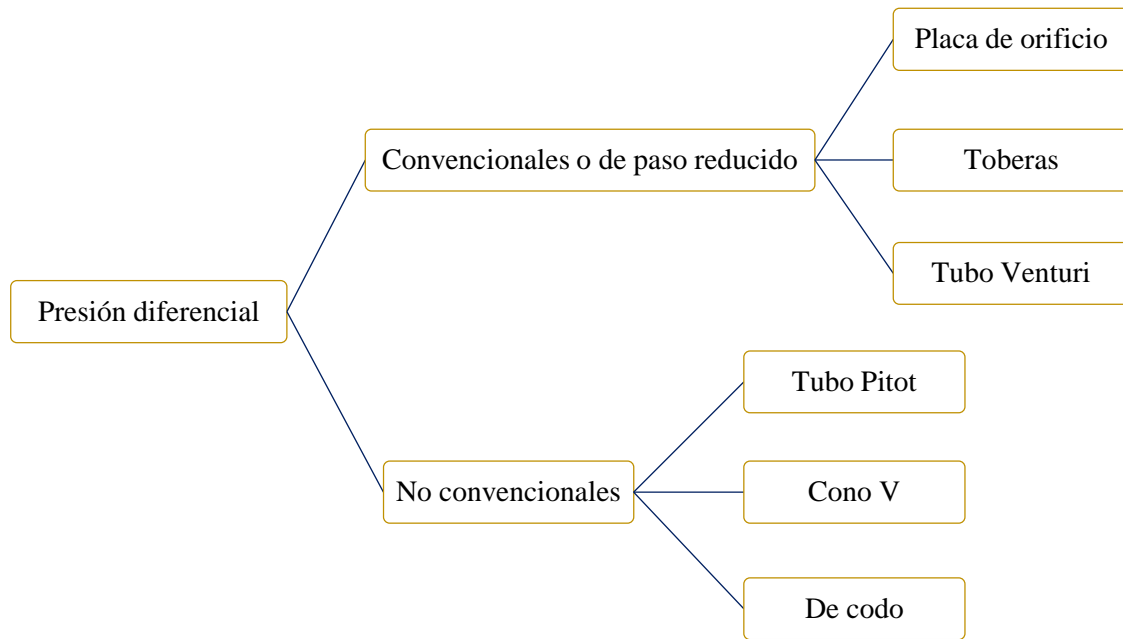 Presión diferencial
Convencionales o de paso reducido
Placa de orificio
Toberas
Tubo Venturi
No convencionales
Tubo Pitot
Cono V
De codo